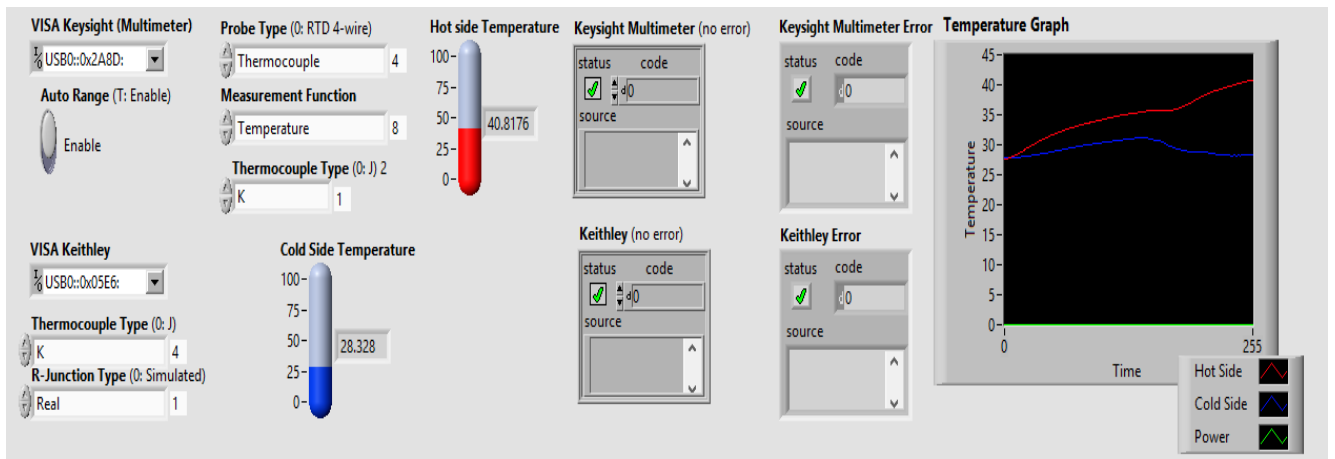 VISA Keysight (Multimeter)
USB0::0x2A8D:
Auto Range (T: Enable)
Enable
Probe Type (0: RTD 4-wire)
Thermocouple 4
Measurement Function
Temperature 8
Thermocouple Type (0: J) 2
K 1
Hot side Temperature
100-
75-
50-
25-
0-
40.8176
Keysight Multimeter (no error)
status code
d0
source
Keysight Multimeter Error
status code
d0
source
Temperature Graph
45-
40-
35-
30-
25-
20-
15-
10-
5-
0-
Temperature
0 255
Time
Hot Side
Cold Side
Power
VISA Keithley
USB0::0x05E6:
Thermocouple Type (0: J)
K 4
R-Junction Type (0: Simulated)
Real 1
Cold Side Temperature
100-
75-
50-
25-
0-
28.328
Keithley (no error)
status code
d0
source
Keithley Error
status code
d0
source